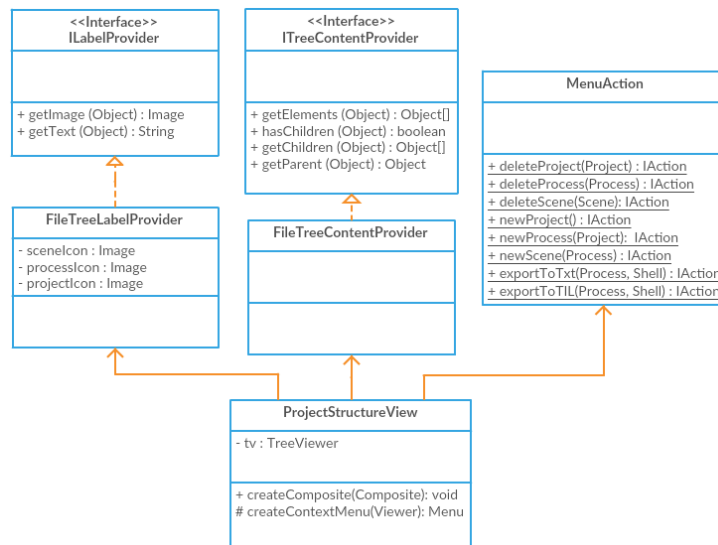 <<Interface>>
ILabelProvider
+ getImage (Object) : Image
+ getText (Object) : String
<<Interface>>
ITreeContentProvider
+ getElements (Object) : Object[]
+ hasChildren (Object) : boolean
+ getChildren (Object) : Object[]
+ getParent (Object) : Object
MenuAction
+ deleteProject(Project) : IAction
+ deleteProcess(Process) : IAction
+ deleteScene(Scene): IAction
+ newProject() : IAction
+ newProcess(Project): IAction
+ newScene(Process) : IAction
+ exportToTxt(Process, Shell) : IAction
+ exportToTIL(Process, Shell) : IAction
FileTreeLabelProvider
- sceneIcon : Image
- processIcon : Image
- projectIcon : Image
FileTreeContentProvider
ProjectStructureView
- tv : TreeViewer
+ createComposite(Composite): void
# createContextMenu(Viewer): Menu